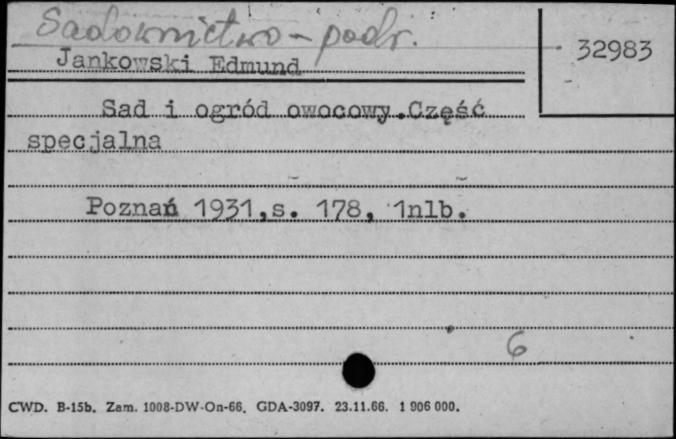 Sadownictwo - podr.
32983
Jankowski Edmund
Sad i ogród owocowy.Część
specjalna
Poznań 1931,s. 178, 1nlb.
6
CWD. B-15b. Zam. 1008-DW-On-66. GDA-3097. 23.11.66. 1 906 000.